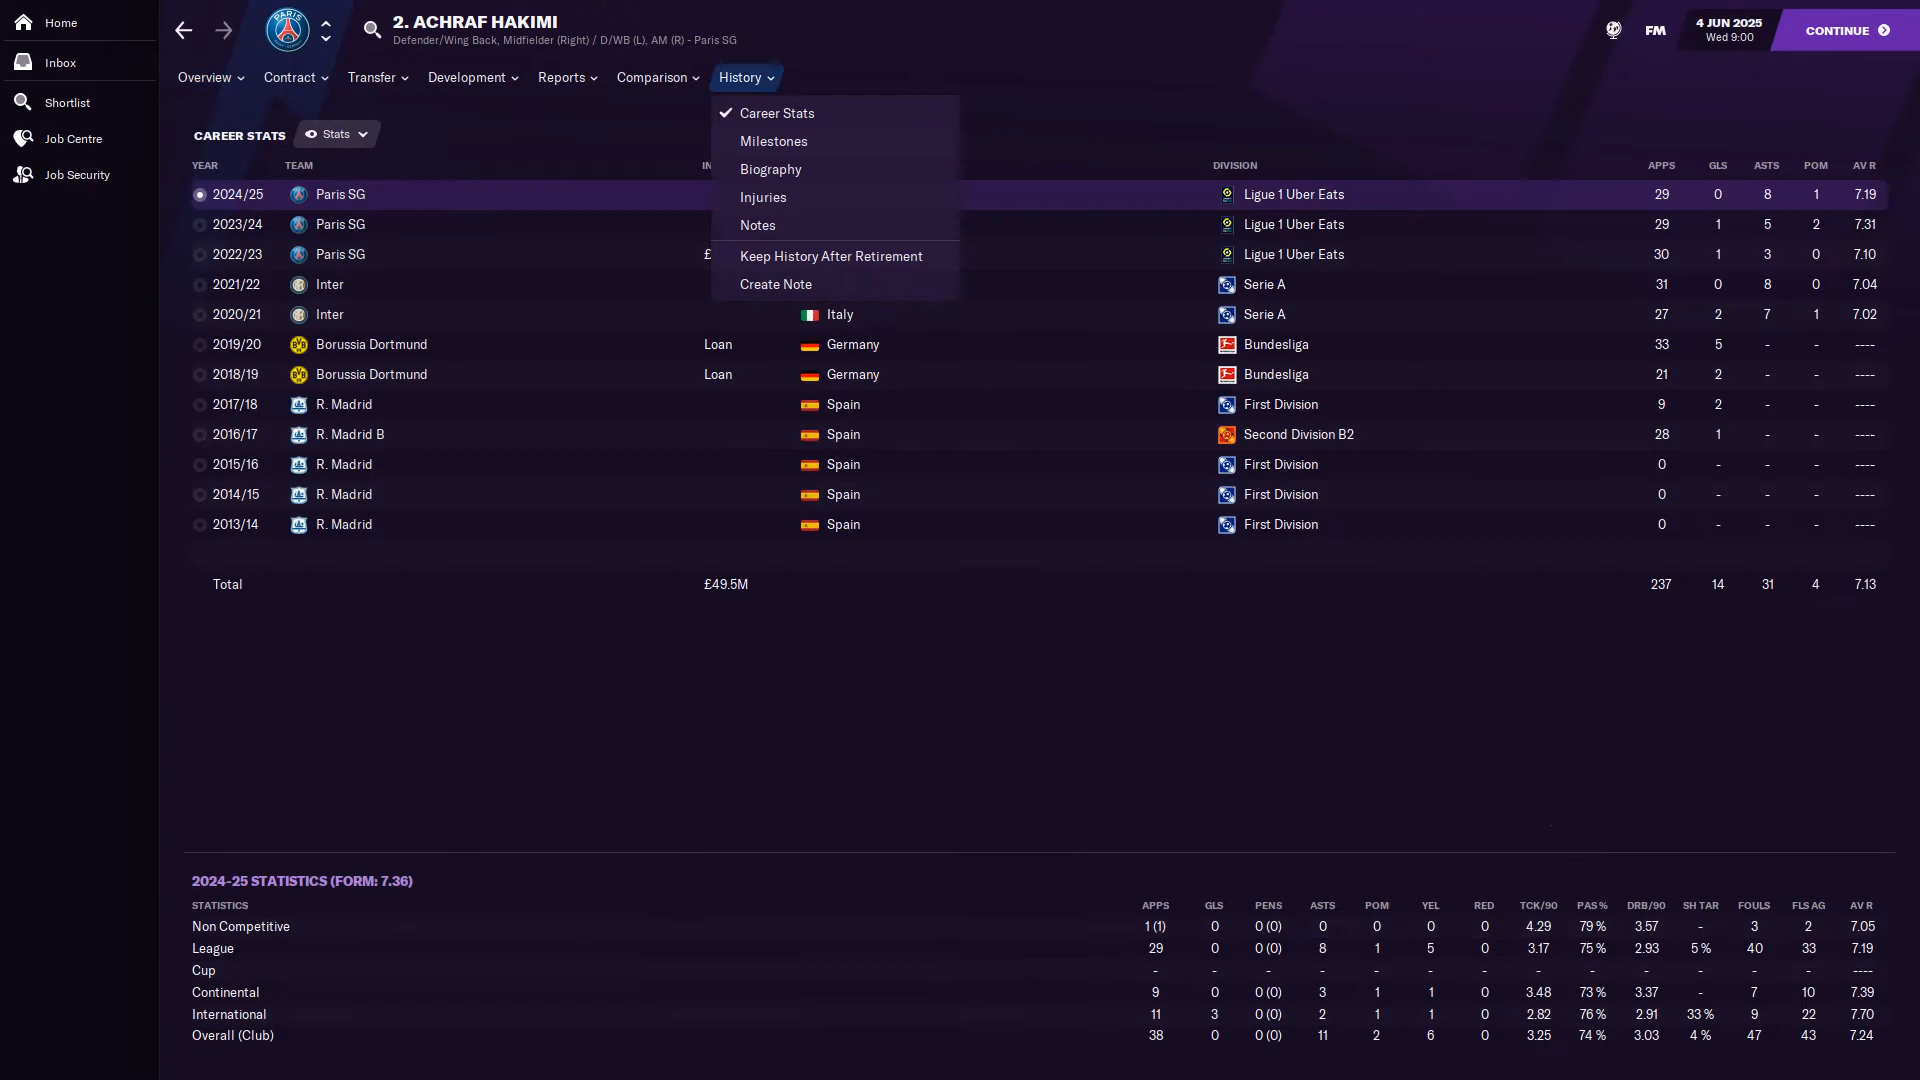 Home
Inbox
Shortlist
Job Centre
Job Security
2. ACHRAF HAKIMI
Defender/Wing Back, Midfielder (Right) / D/WB (L), AM (R) - Paris SG
FM
4 JUN 2025
Wed 9:00
CONTINUE
Overview Contract Transfer Development Reports Comparison History
Career Stats
Milestones
Biography
Injuries
Notes
Keep History After Retirement
Create Note
CAREER STATS Stats
YEAR TEAM IN DIVISION APPS GLS ASTS POM AV R
2024/25 Paris SG Ligue 1 Uber Eats 29 0 8 1 7.19
2023/24 Paris SG Ligue 1 Uber Eats 29 1 5 2 7.31
2022/23 Paris SG £ Ligue 1 Uber Eats 30 1 3 0 7.10
2021/22 Inter Serie A 31 0 8 0 7.04
2020/21 Inter Italy Serie A 27 2 7 1 7.02
2019/20 Borussia Dortmund Loan Germany Bundesliga 33 5 - - ----
2018/19 Borussia Dortmund Loan Germany Bundesliga 21 2 - - ----
2017/18 R. Madrid Spain First Division 9 2 - - ----
2016/17 R. Madrid B Spain Second Division B2 28 1 - - ----
2015/16 R. Madrid Spain First Division 0 - - - ----
2014/15 R. Madrid Spain First Division 0 - - - ----
2013/14 R. Madrid Spain First Division 0 - - - ----
Total £49.5M 237 14 31 4 7.13
2024-25 STATISTICS (FORM: 7.36)
STATISTICS APPS GLS PENS ASTS POM YEL RED TCK/90 PAS % DRB/90 SH TAR FOULS FLS AG AV R
Non Competitive 1 (1) 0 0 (0) 0 0 0 0 4.29 79 % 3.57 - 3 2 7.05
League 29 0 0 (0) 8 1 5 0 3.17 75 % 2.93 5 % 40 33 7.19
Cup - - - - - - - - - - - - - ----
Continental 9 0 0 (0) 3 1 1 0 3.48 73 % 3.37 - 7 10 7.39
International 11 3 0 (0) 2 1 1 0 2.82 76 % 2.91 33 % 9 22 7.70
Overall (Club) 38 0 0 (0) 11 2 6 0 3.25 74 % 3.03 4 % 47 43 7.24